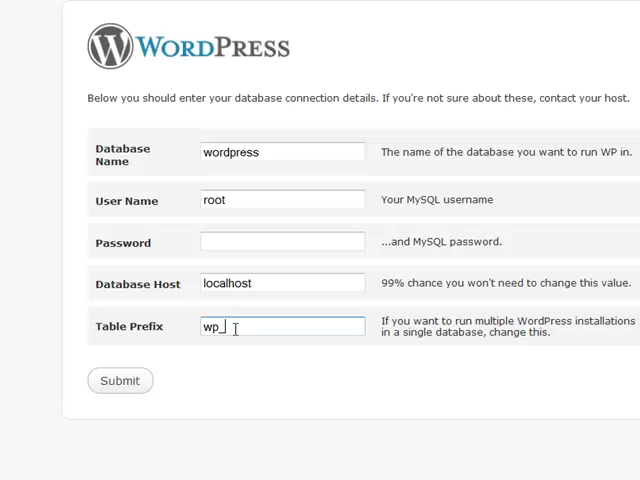 WORDPRESS
Below you should enter your database connection details. If you're not sure about these, contact your host.
Database Name
wordpress
The name of the database you want to run WP in.
User Name
root
Your MySQL username
Password
...and MySQL password.
Database Host
localhost
99% chance you won't need to change this value.
Table Prefix
wp_
If you want to run multiple WordPress installations
in a single database, change this.
Submit